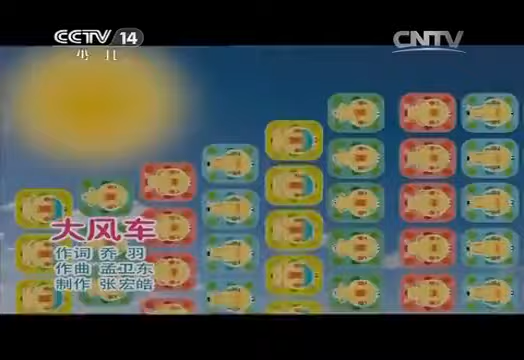 CCTV 14
少儿
CNTV
大风车
作词 乔 羽
作曲 孟卫东
制作 张宏皓